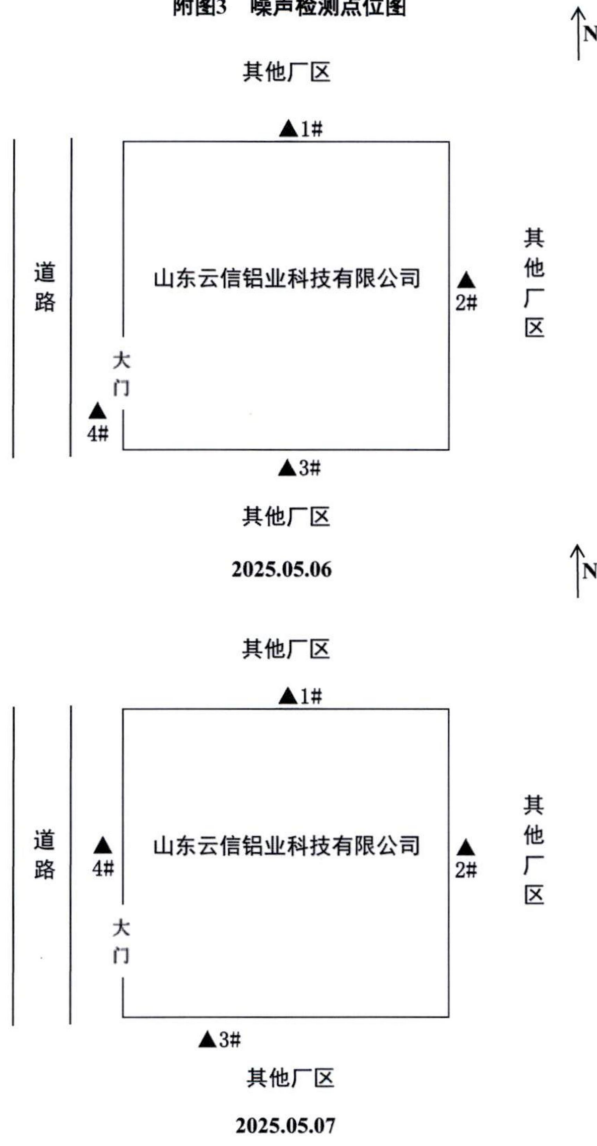 附图3 噪声检测点位图
N
其他厂区
▲1#
道路
山东云信铝业科技有限公司
▲
2#
其他厂区
大门
▲
4#
▲3#
其他厂区
2025.05.06
N
其他厂区
▲1#
道路
▲
4#
山东云信铝业科技有限公司
▲
2#
其他厂区
大门
▲3#
其他厂区
2025.05.07